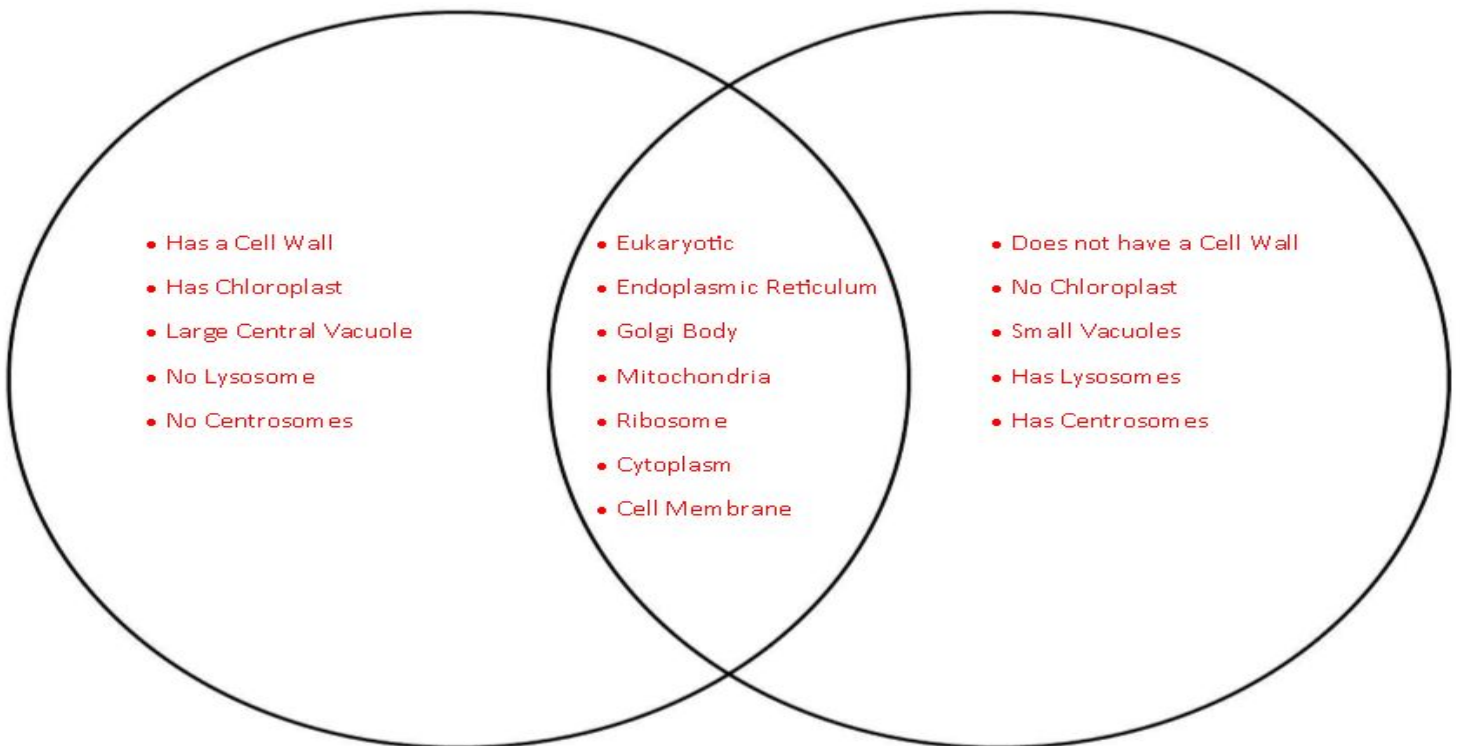 • Has a Cell Wall
• Has Chloroplast
• Large Central Vacuole
• No Lysosome
• No Centrosomes
• Eukaryotic
• Endoplasmic Reticulum
• Golgi Body
• Mitochondria
• Ribosome
• Cytoplasm
• Cell Membrane
• Does not have a Cell Wall
• No Chloroplast
• Small Vacuoles
• Has Lysosomes
• Has Centrosomes